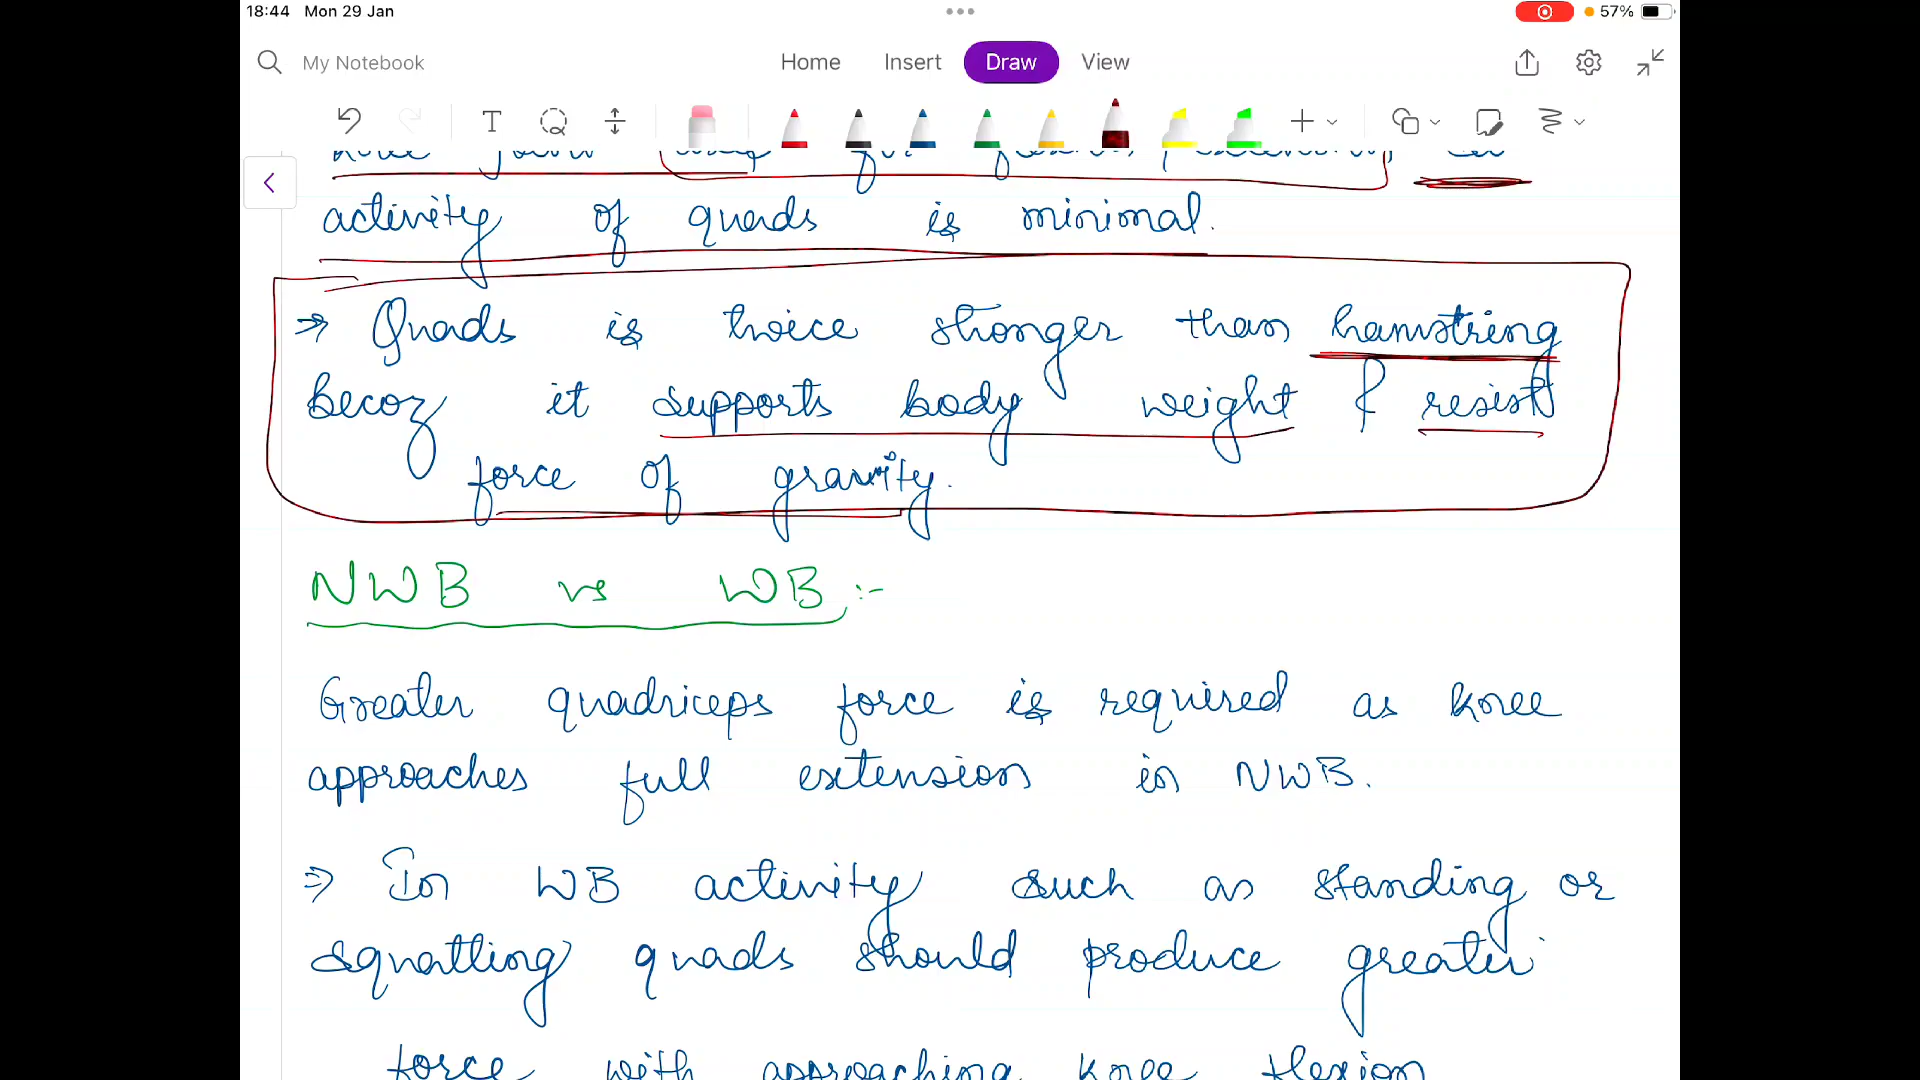 18:44 Mon 29 Jan
57%
My Notebook
Home Insert Draw View
activity of quads is minimal.
⇒ Quads is twice stronger than hamstring
becoz it supports body weight & resist
force of gravity.
NWB vs WB :-
Greater quadriceps force is required as knee
approaches full extension in NWB.
⇒ In WB activity such as standing or
squatting quads should produce greater
force with approaching knee flexion